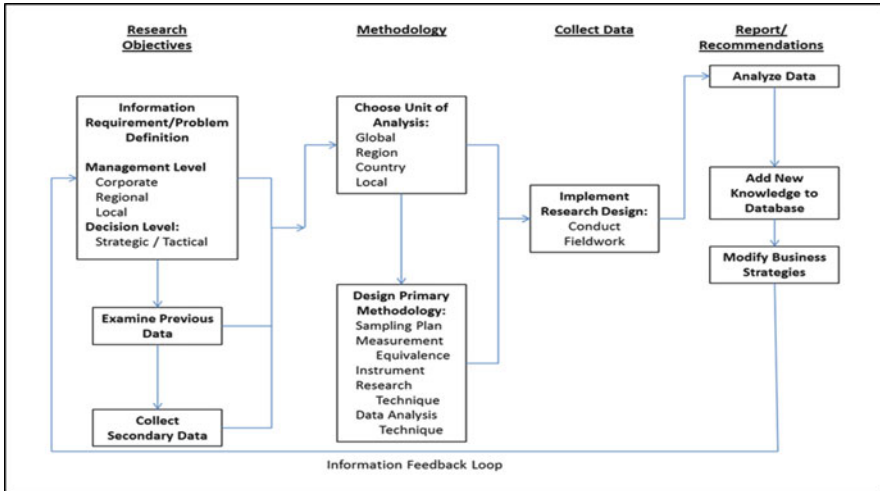 Research
Objectives
Methodology
Collect Data
Report/
Recommendations
Information
Requirement/Problem
Definition
Management Level
Corporate
Regional
Local
Decision Level:
Strategic / Tactical
Examine Previous
Data
Collect
Secondary Data
Choose Unit of
Analysis:
Global
Region
Country
Local
Design Primary
Methodology:
Sampling Plan
Measurement
Equivalence
Instrument
Research
Technique
Data Analysis
Technique
Implement
Research Design:
Conduct
Fieldwork
Analyze Data
Add New
Knowledge to
Database
Modify Business
Strategies
Information Feedback Loop